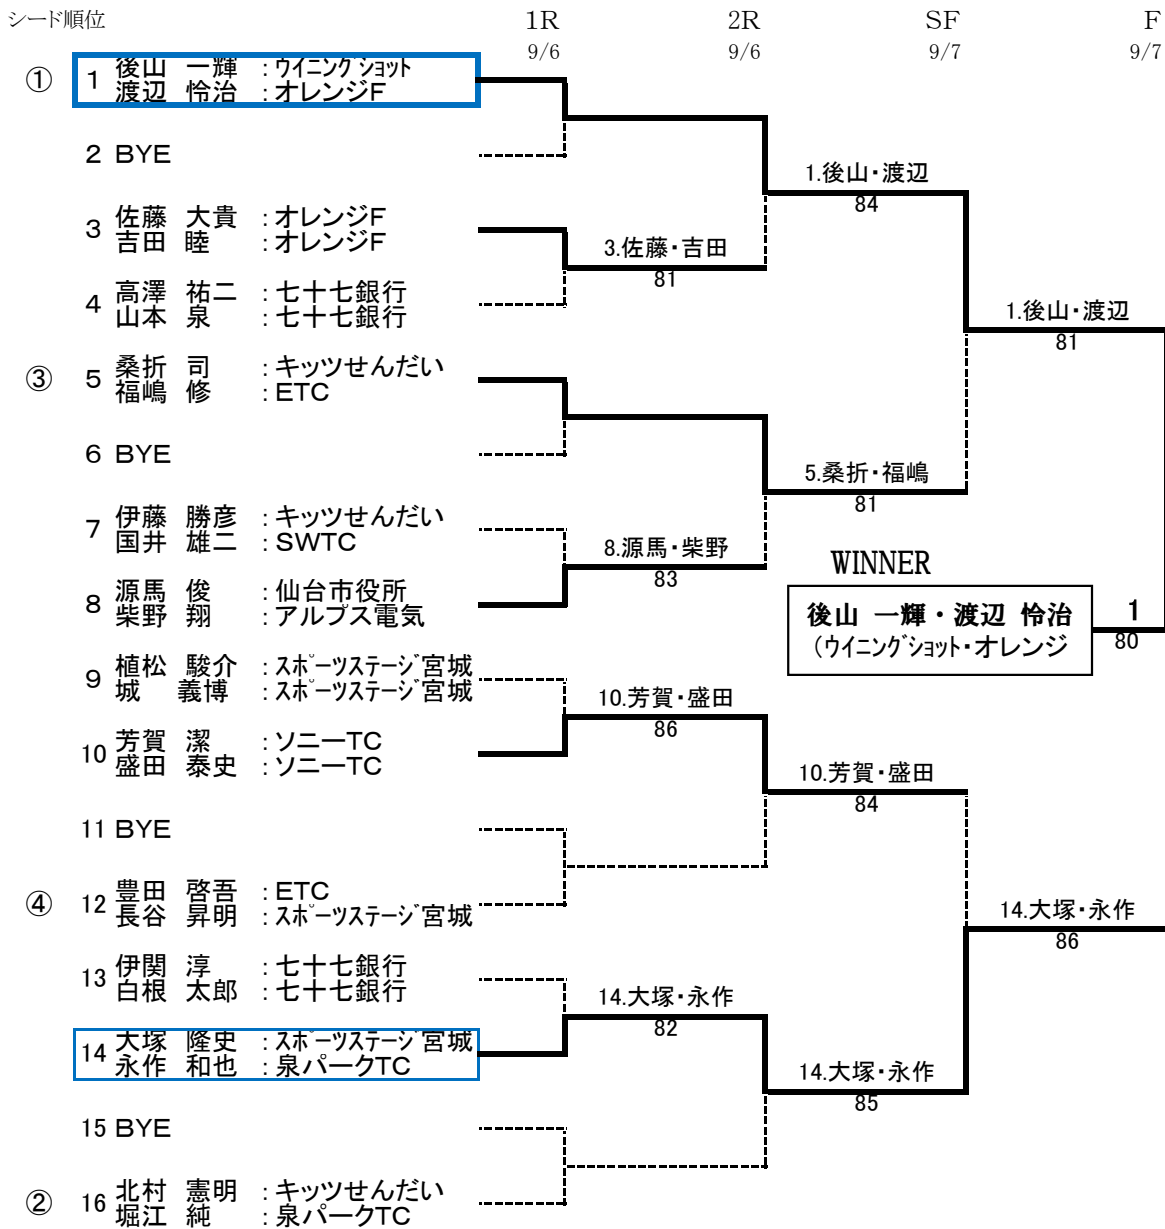 シード順位 1R 2R SF F
9/6 9/6 9/7 9/7
① 1 後山 一輝 : ウイニングショット
渡辺 怜治 : オレンジF
2 BYE
1.後山・渡辺
84
3 佐藤 大貴 : オレンジF
吉田 睦 : オレンジF
3.佐藤・吉田
81
4 高澤 祐二 : 七十七銀行
山本 泉 : 七十七銀行
1.後山・渡辺
81
③ 5 桑折 司 : キッツせんだい
福嶋 修 : ETC
6 BYE
5.桑折・福嶋
81
7 伊藤 勝彦 : キッツせんだい
国井 雄二 : SWTC
8.源馬・柴野
83
WINNER
8 源馬 俊 : 仙台市役所
柴野 翔 : アルプス電気
後山 一輝・渡辺 怜治 1
(ウイニングショット・オレンジ 80
9 植松 駿介 : スポーツステージ宮城
城 義博 : スポーツステージ宮城
10.芳賀・盛田
86
10 芳賀 潔 : ソニーTC
盛田 泰史 : ソニーTC
10.芳賀・盛田
84
11 BYE
④ 12 豊田 啓吾 : ETC
長谷 昇明 : スポーツステージ宮城
14.大塚・永作
86
13 伊関 淳 : 七十七銀行
白根 太郎 : 七十七銀行
14.大塚・永作
82
14 大塚 隆史 : スポーツステージ宮城
永作 和也 : 泉パークTC
14.大塚・永作
85
15 BYE
② 16 北村 憲明 : キッツせんだい
堀江 純 : 泉パークTC